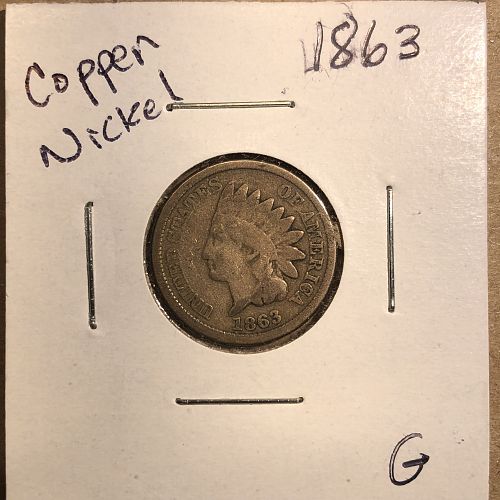 Copper
Nickel
1863
UNITED STATES OF AMERICA
1863
G